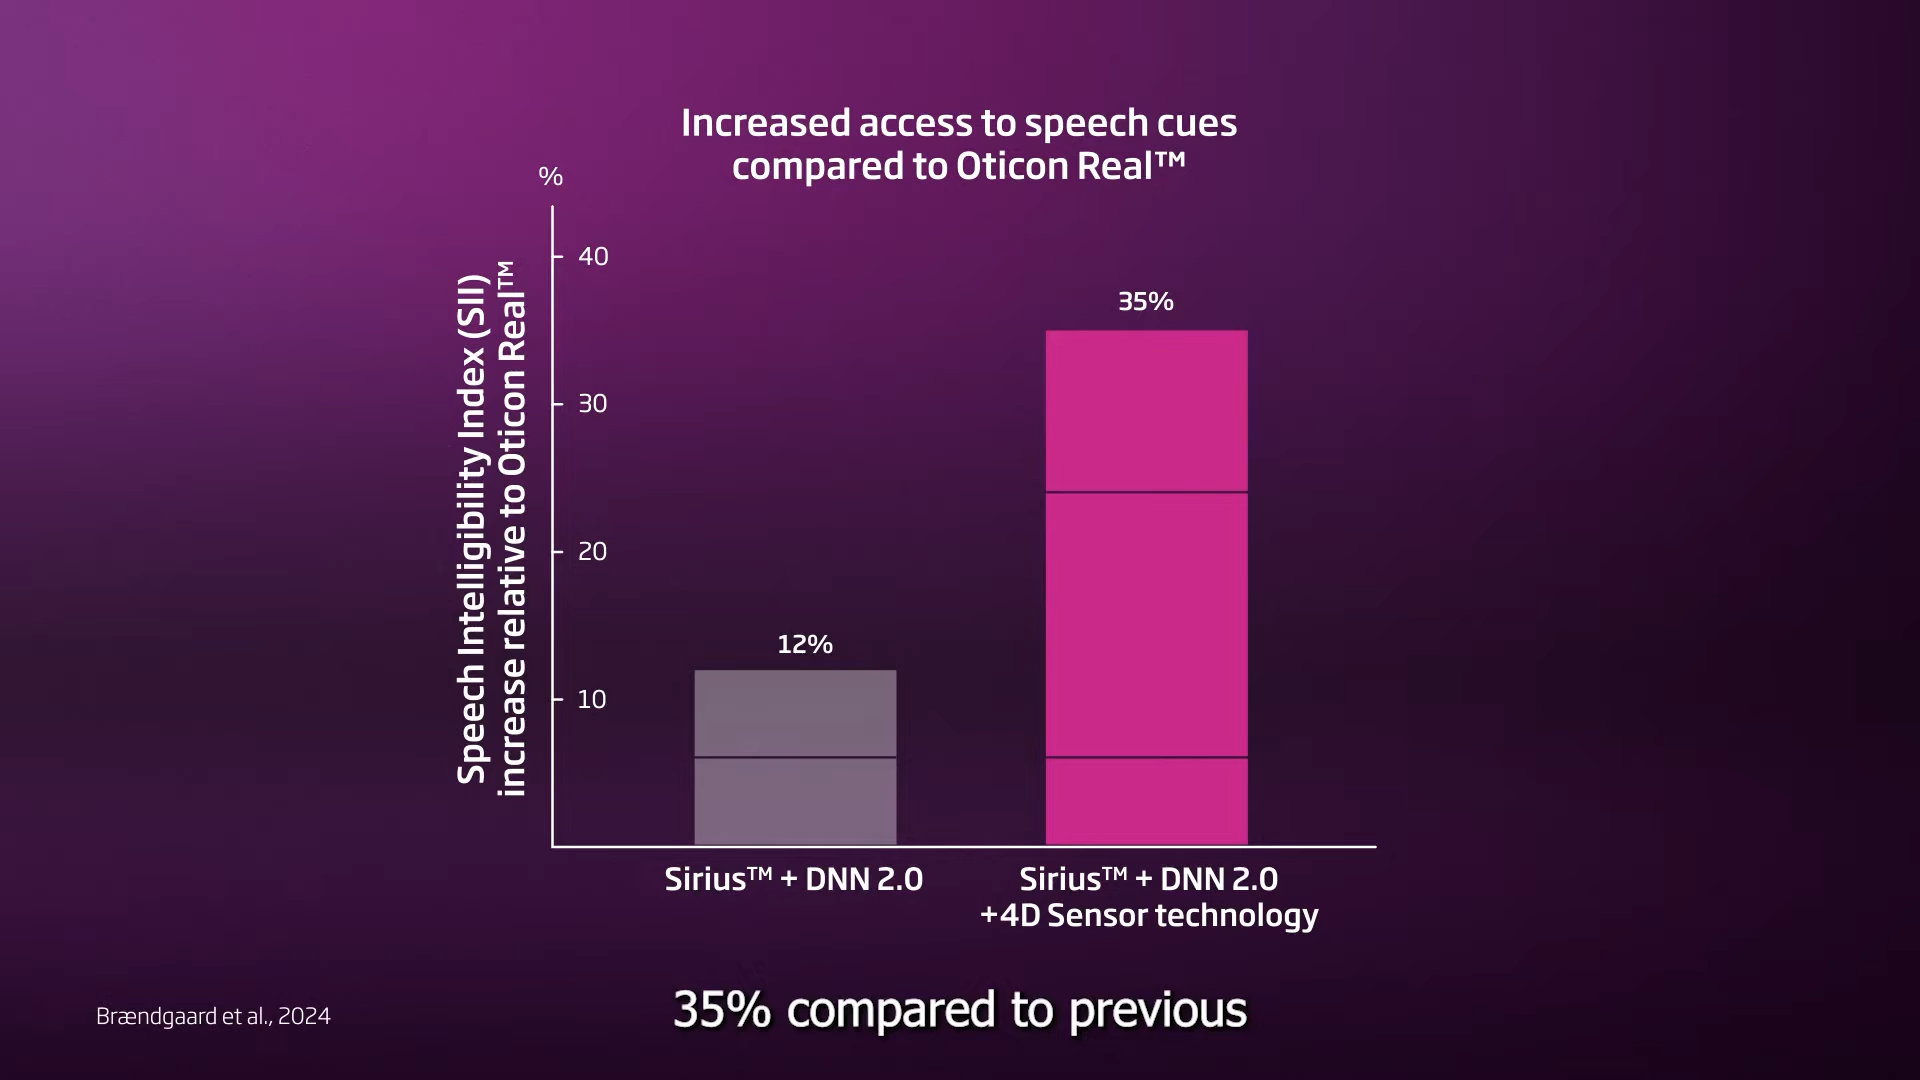 Increased access to speech cues
compared to Oticon Real™
%
40
30
20
10
Speech Intelligibility Index (SII)
increase relative to Oticon Real™
12%
35%
Sirius™ + DNN 2.0
Sirius™ + DNN 2.0
+4D Sensor technology
Brændgaard et al., 2024
35% compared to previous